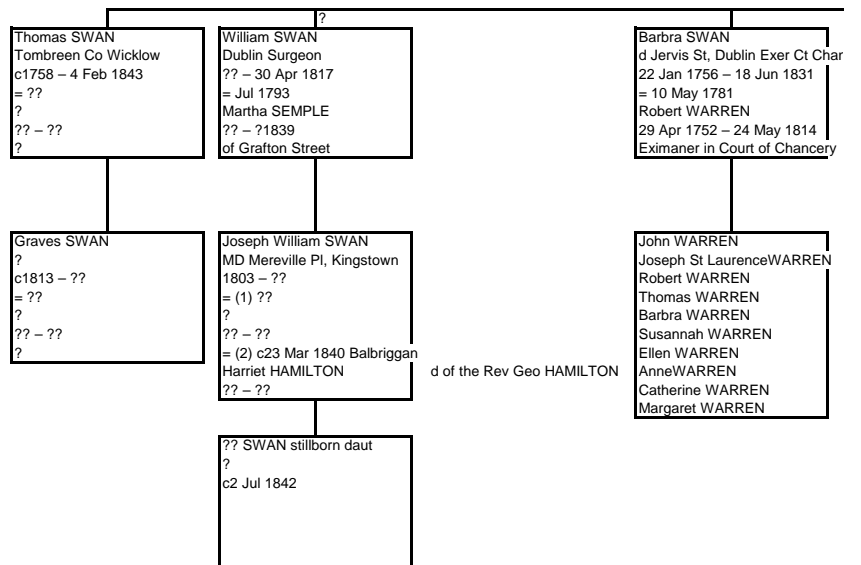 ?
Thomas SWAN
Tombreen Co Wicklow
c1758 – 4 Feb 1843
= ??
?
?? – ??
?
William SWAN
Dublin Surgeon
?? – 30 Apr 1817
= Jul 1793
Martha SEMPLE
?? – ?1839
of Grafton Street
Barbra SWAN
d Jervis St, Dublin Exer Ct Char
22 Jan 1756 – 18 Jun 1831
= 10 May 1781
Robert WARREN
29 Apr 1752 – 24 May 1814
Eximaner in Court of Chancery
Graves SWAN
?
c1813 – ??
= ??
?
?? – ??
?
Joseph William SWAN
MD Mereville Pl, Kingstown
1803 – ??
= (1) ??
?
?? – ??
= (2) c23 Mar 1840 Balbriggan
Harriet HAMILTON d of the Rev Geo HAMILTON
?? – ??
John WARREN
Joseph St LaurenceWARREN
Robert WARREN
Thomas WARREN
Barbra WARREN
Susannah WARREN
Ellen WARREN
AnneWARREN
Catherine WARREN
Margaret WARREN
?? SWAN stillborn daut
?
c2 Jul 1842